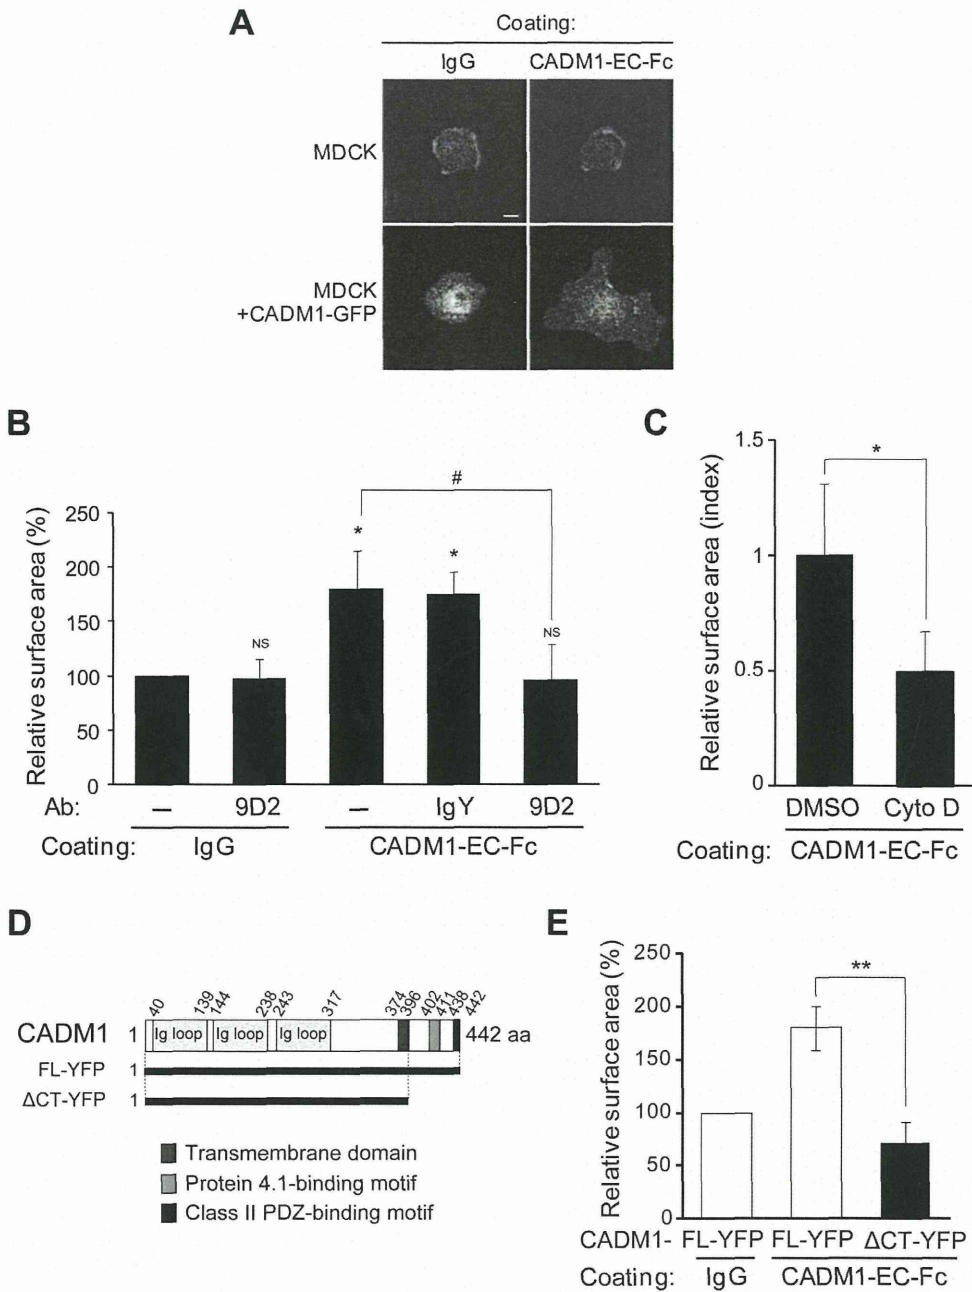 A
Coating:
IgG CADM1-EC-Fc
MDCK
MDCK
+CADM1-GFP
B
Relative surface area (%)
250
200
150
100
50
0
NS
*
*
NS
#
Ab: — 9D2 — IgY 9D2
Coating: IgG CADM1-EC-Fc
C
Relative surface area (index)
1.5
1
0.5
0
*
DMSO Cyto D
Coating: CADM1-EC-Fc
D
40 139 144 238 243 317 374 396 402 411 438 442
CADM1 1 Ig loop Ig loop Ig loop 442 aa
FL-YFP 1
ΔCT-YFP 1
Transmembrane domain
Protein 4.1-binding motif
Class II PDZ-binding motif
E
Relative surface area (%)
250
200
150
100
50
0
**
CADM1- FL-YFP FL-YFP ΔCT-YFP
Coating: IgG CADM1-EC-Fc